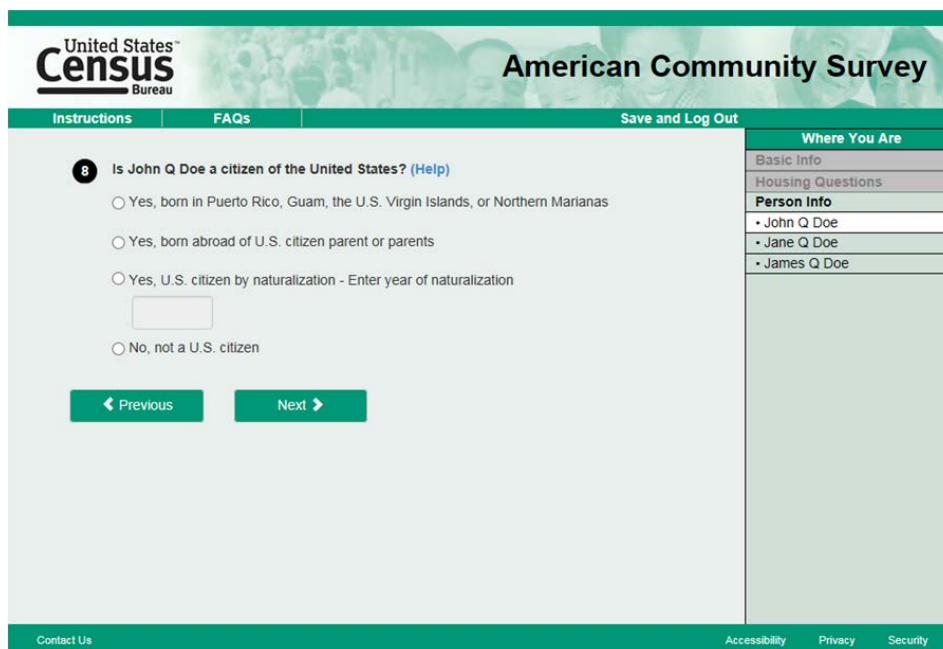 United States™
Census
Bureau
American Community Survey
Instructions FAQs Save and Log Out
Where You Are
Basic Info
Housing Questions
Person Info
• John Q Doe
• Jane Q Doe
• James Q Doe
8 Is John Q Doe a citizen of the United States? (Help)
Yes, born in Puerto Rico, Guam, the U.S. Virgin Islands, or Northern Marianas
Yes, born abroad of U.S. citizen parent or parents
Yes, U.S. citizen by naturalization - Enter year of naturalization
No, not a U.S. citizen
Previous Next
Contact Us Accessibility Privacy Security